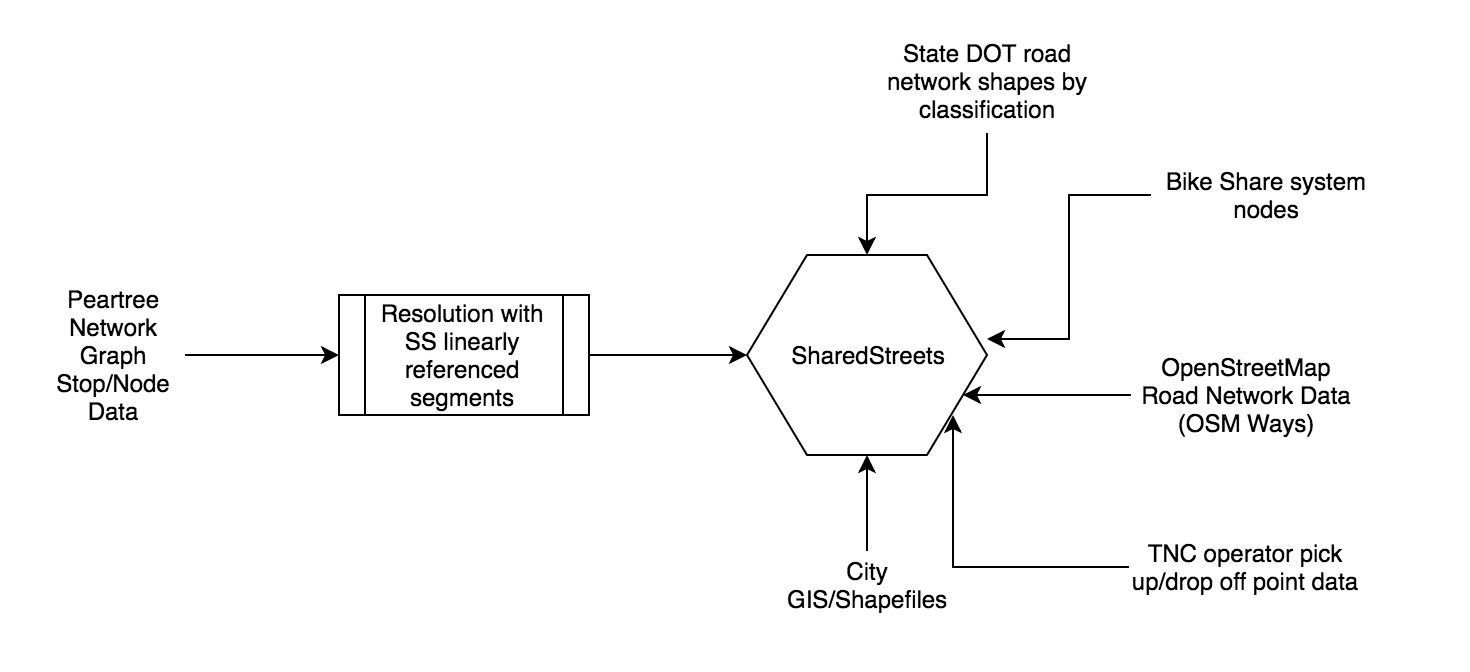 State DOT road
network shapes by
classification
Bike Share system
nodes
Peartree
Network
Graph
Stop/Node
Data
Resolution with
SS linearly
referenced
segments
SharedStreets
OpenStreetMap
Road Network Data
(OSM Ways)
TNC operator pick
up/drop off point data
City
GIS/Shapefiles